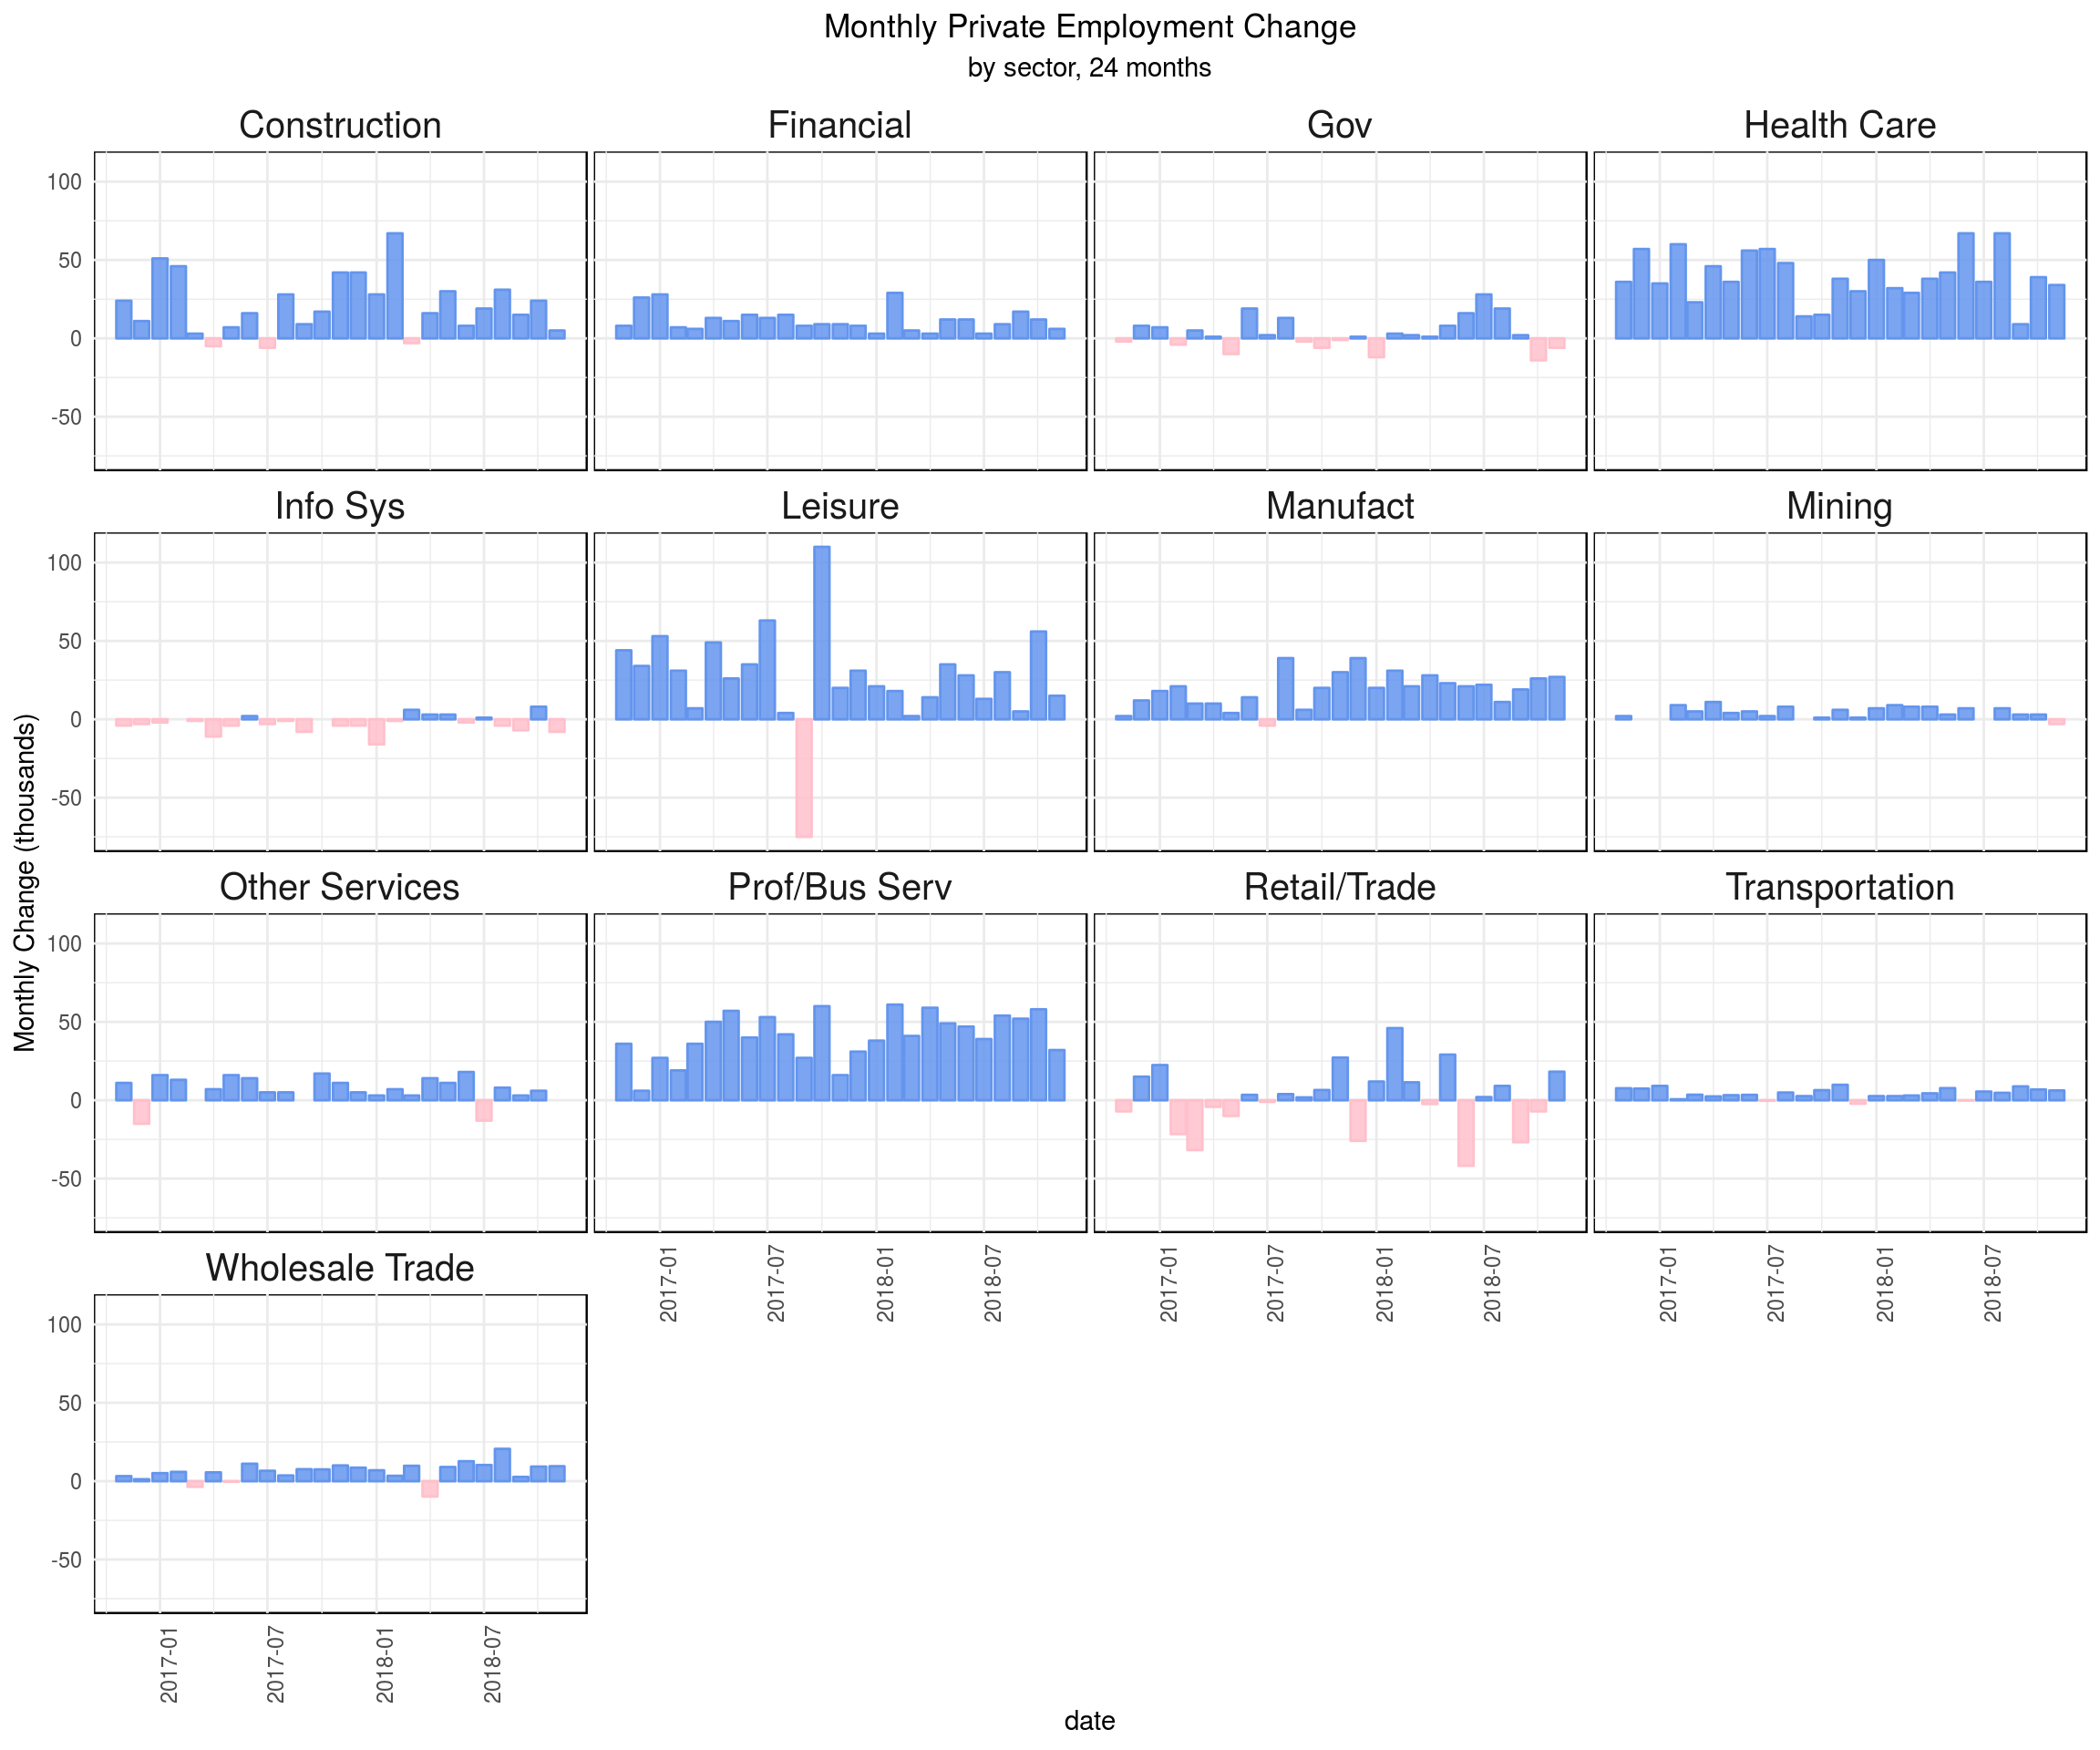 Monthly Private Employment Change
by sector, 24 months
Construction
Financial
Gov
Health Care
100
50
0
-50
Info Sys
Leisure
Manufact
Mining
100
50
0
-50
Monthly Change (thousands)
Other Services
Prof/Bus Serv
Retail/Trade
Transportation
100
50
0
-50
2017-01
2017-07
2018-01
2018-07
2017-01
2017-07
2018-01
2018-07
2017-01
2017-07
2018-01
2018-07
Wholesale Trade
100
50
0
-50
2017-01
2017-07
2018-01
2018-07
date